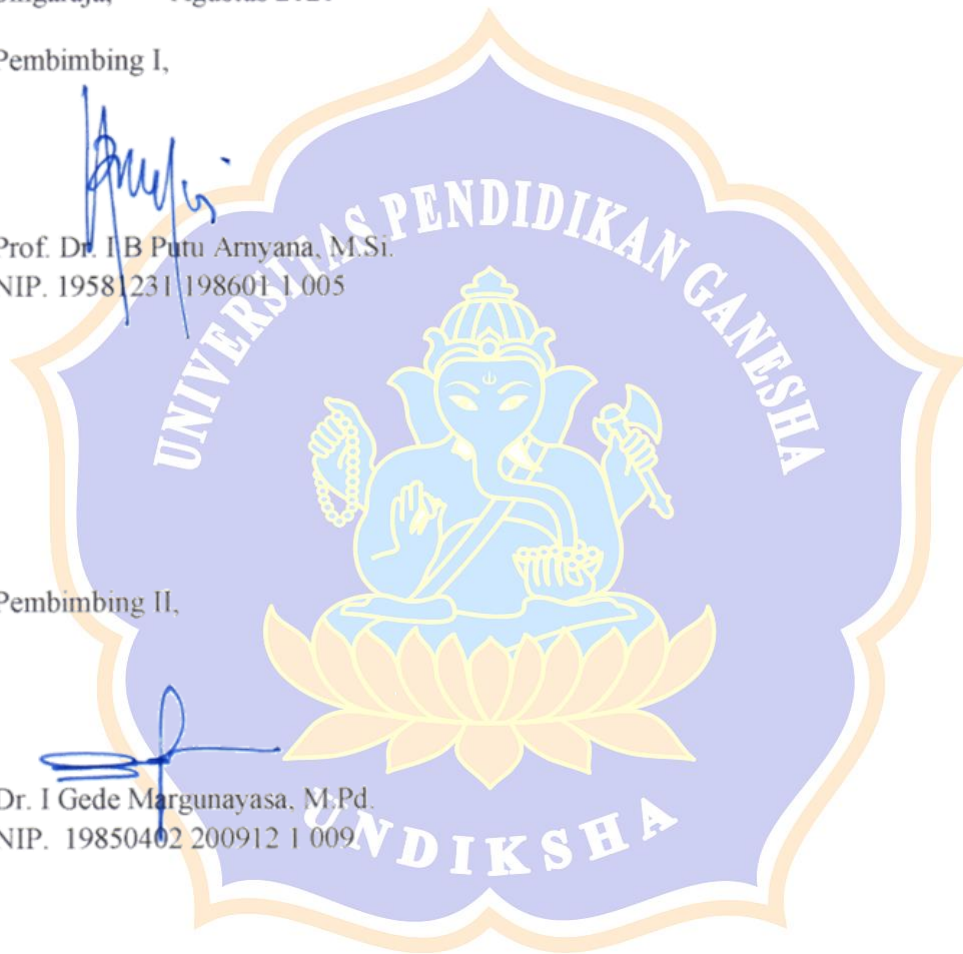 Pembimbing I,
UNIVERSITAS PENDIDIKAN GANESHA
Prof. Dr. I B Putu Arnyana, M.Si.
NIP. 19581231 198601 1 005
Pembimbing II,
Dr. I Gede Margunayasa, M.Pd.
NIP. 19850402 200912 1 009
UNDIKSHA